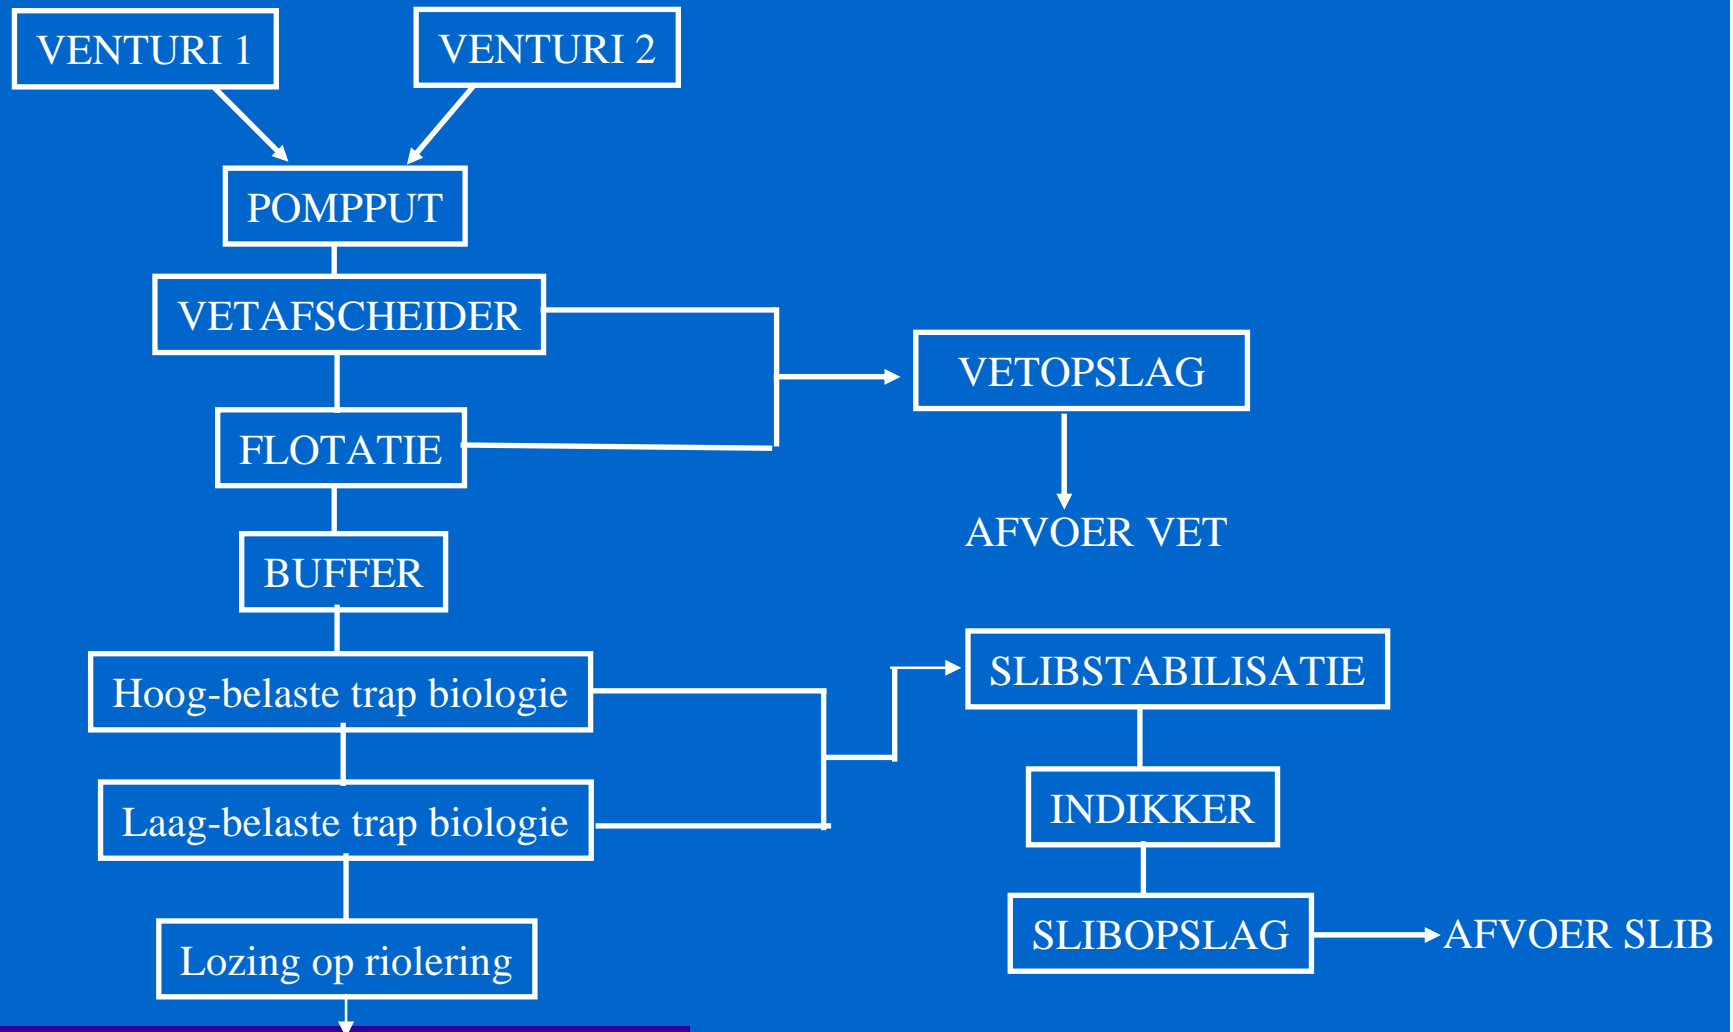 VENTURI 1
VENTURI 2
POMPPUT
VETAFSCHEIDER
VETOPSLAG
FLOTATIE
AFVOER VET
BUFFER
SLIBSTABILISATIE
Hoog-belaste trap biologie
INDIKKER
Laag-belaste trap biologie
SLIBOPSLAG
AFVOER SLIB
Lozing op riolering